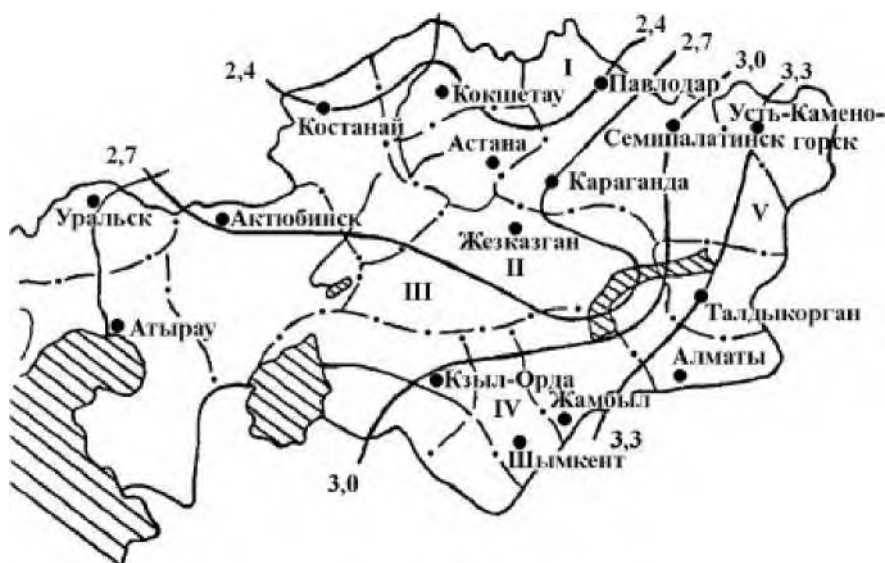 2,4
2,7
I
3,0
2,4
Павлодар
3,3
Кокшетау
Костанай
Усть-Камено-
горск
Семипалатинск
Астана
2,7
Караганда
Уральск
Актюбинск
V
Жезказган
II
III
Атырау
Талдыкорган
Алматы
Кзыл-Орда
IV
Жамбыл
3,3
Шымкент
3,0